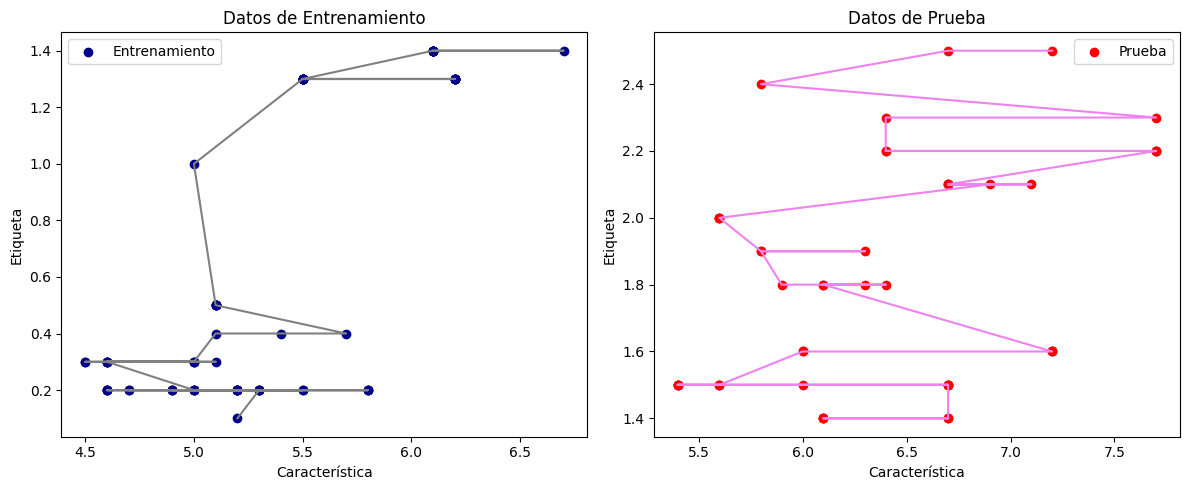 Datos de Entrenamiento
Entrenamiento
1.4
1.2
1.0
0.8
0.6
0.4
0.2
Etiqueta
4.5 5.0 5.5 6.0 6.5
Característica
Datos de Prueba
Prueba
2.4
2.2
2.0
1.8
1.6
1.4
Etiqueta
5.5 6.0 6.5 7.0 7.5
Característica